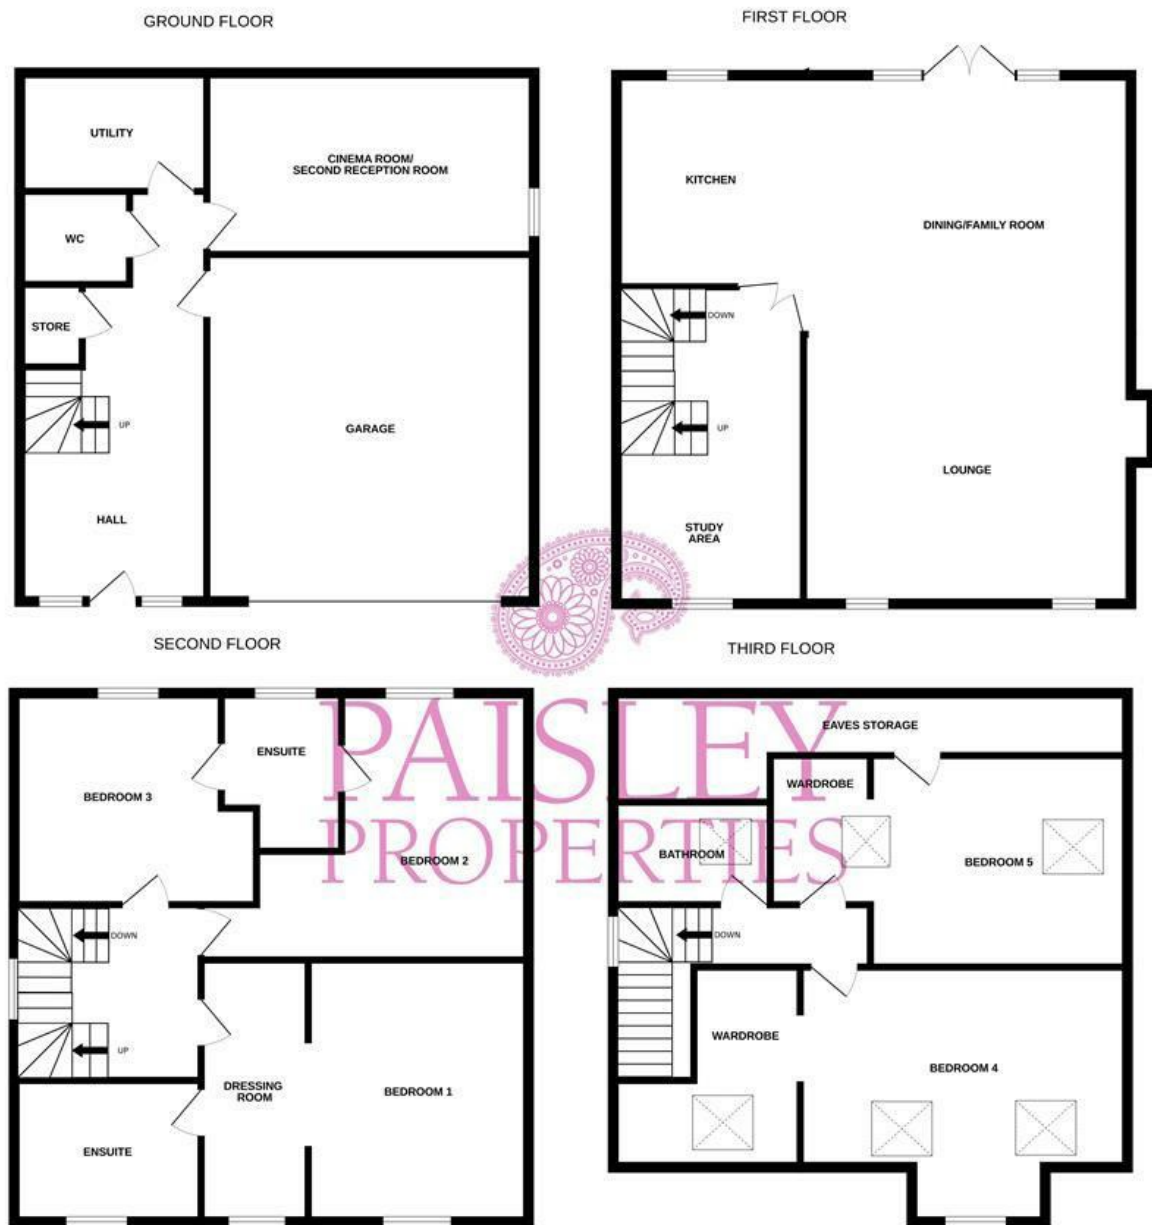 GROUND FLOOR
UTILITY
CINEMA ROOM/
SECOND RECEPTION ROOM
WC
STORE
UP
GARAGE
HALL
FIRST FLOOR
KITCHEN
DINING/FAMILY ROOM
DOWN
UP
LOUNGE
STUDY
AREA
SECOND FLOOR
ENSUITE
BEDROOM 3
BEDROOM 2
DOWN
UP
DRESSING
ROOM
BEDROOM 1
ENSUITE
THIRD FLOOR
EAVES STORAGE
WARDROBE
BATHROOM
BEDROOM 5
DOWN
WARDROBE
BEDROOM 4
PAISLEY
PROPERTIES